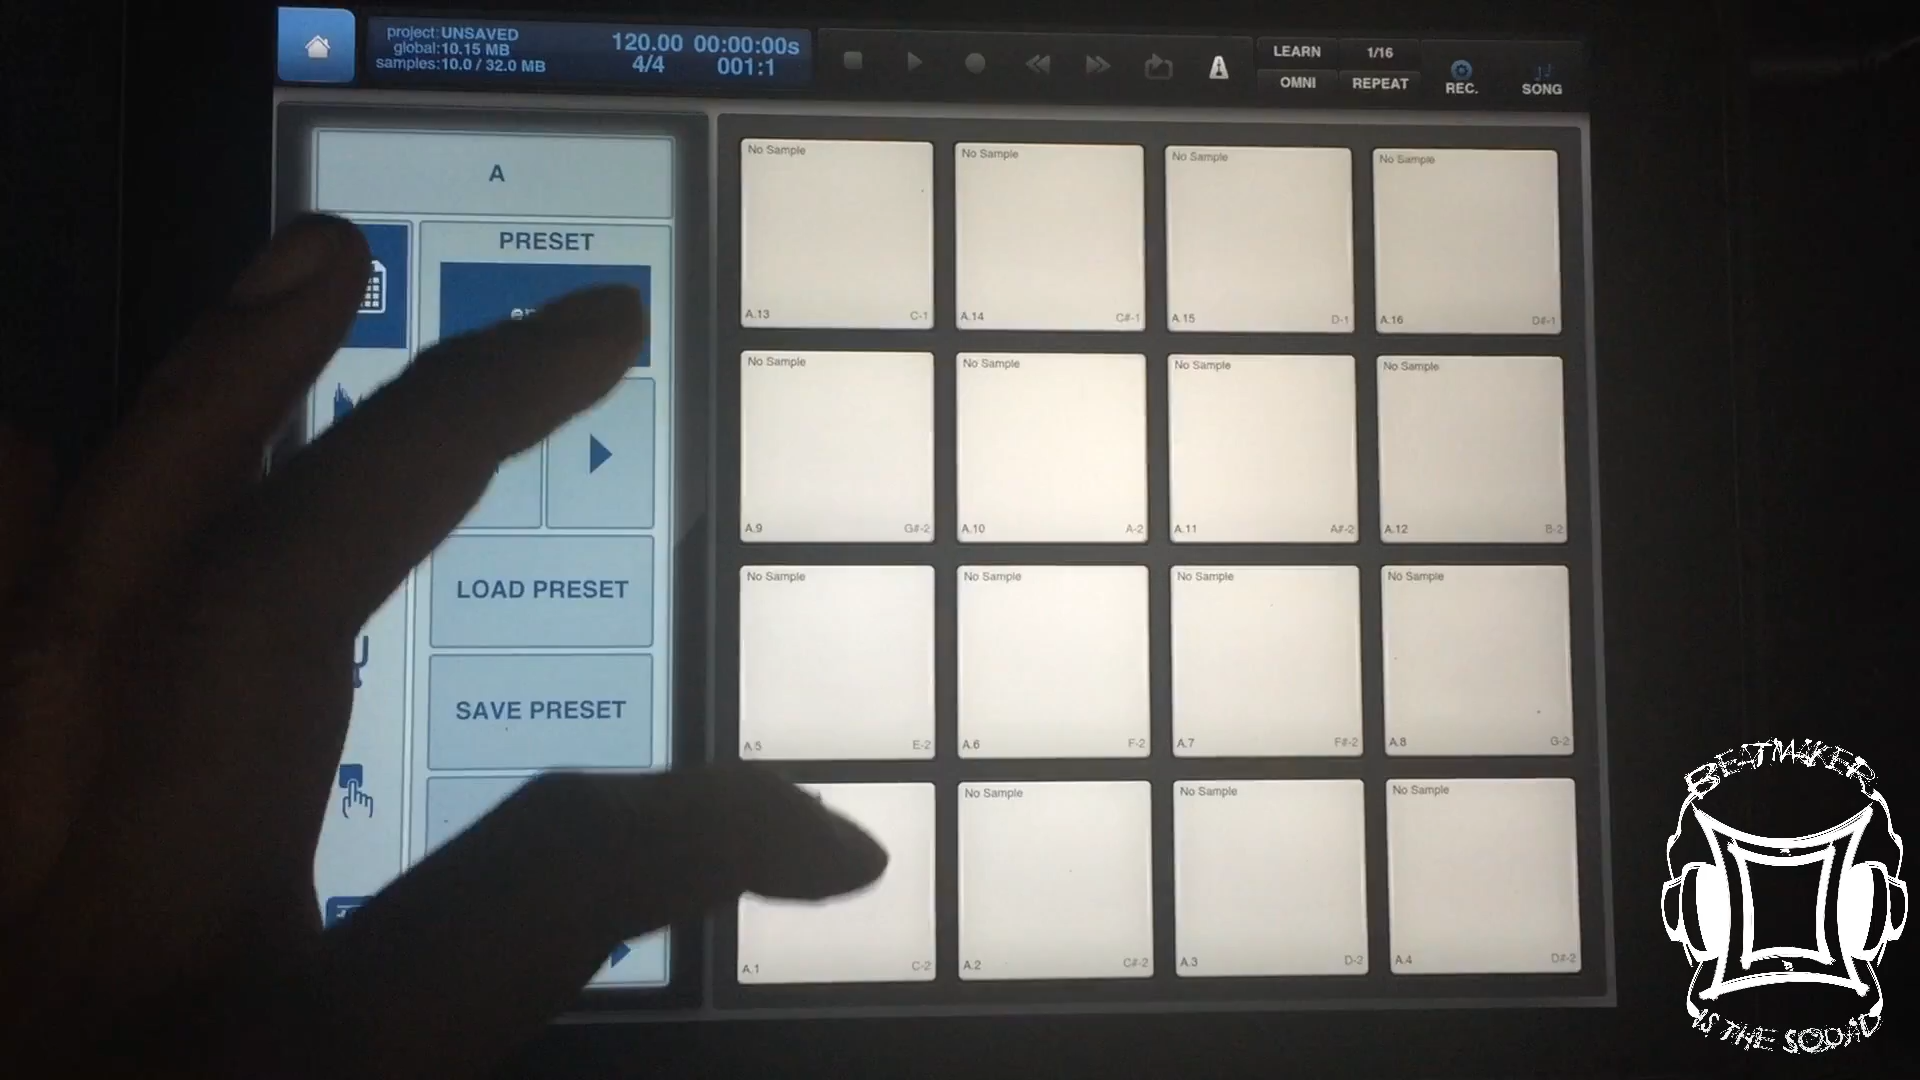 project: UNSAVED
global: 10.15 MB
samples: 10.0 / 32.0 MB
120.00 00:00:00s
4/4 001:1
LEARN
1/16
OMNI
REPEAT
REC.
SONG
A
PRESET
LOAD PRESET
SAVE PRESET
No Sample
No Sample
No Sample
No Sample
A.13 C-1
A.14 C#-1
A.15 D-1
A.16 D#-1
No Sample
No Sample
No Sample
No Sample
A.9 G#-2
A.10 A-2
A.11 A#-2
A.12 B-2
No Sample
No Sample
No Sample
No Sample
A.5 E-2
A.6 F-2
A.7 F#-2
A.8 G-2
No Sample
No Sample
No Sample
A.1 C-2
A.2 C#-2
A.3 D-2
A.4 D#-2
BEATMAKER
IS THE SQUAD